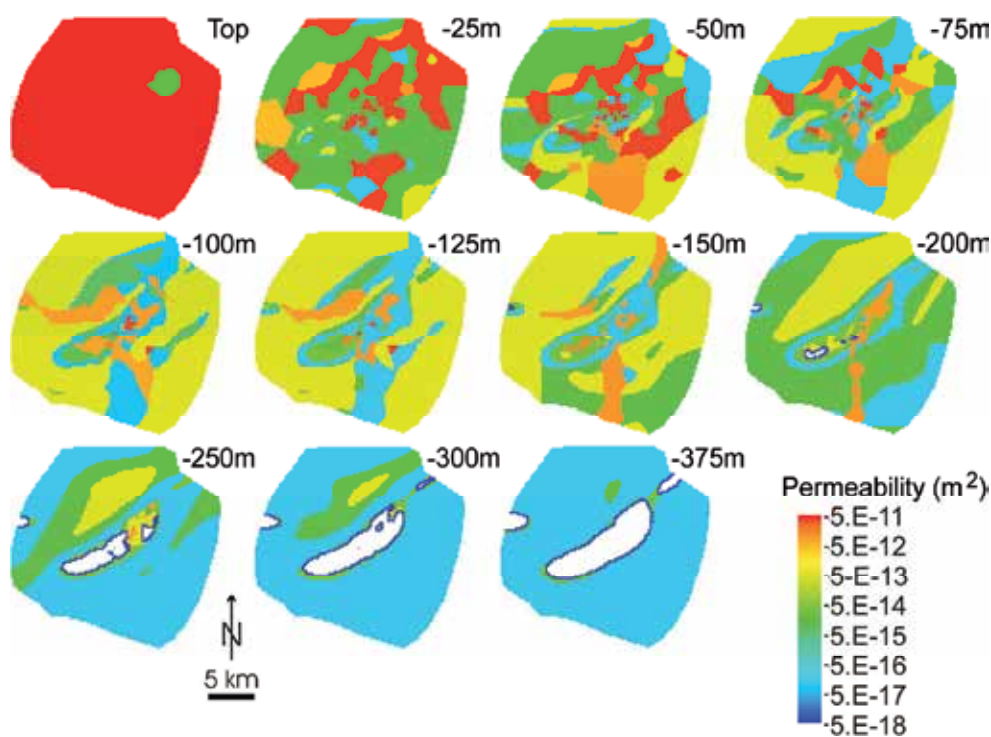 Top
-25m
-50m
-75m
-100m
-125m
-150m
-200m
-250m
-300m
-375m
N
5 km
Permeability (m²)
5.E-11
5.E-12
5-E-13
5.E-14
5.E-15
5.E-16
5.E-17
5.E-18